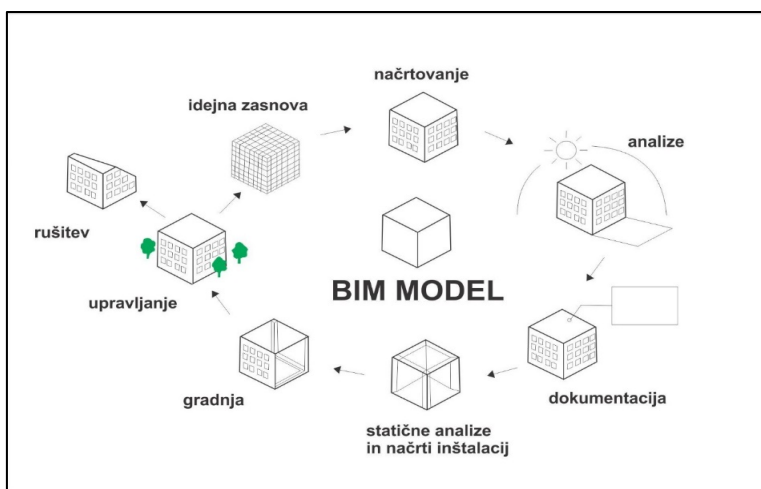 načrtovanje
idejna zasnova
analize
rušitev
BIM MODEL
upravljanje
gradnja
dokumentacija
statične analize
in načrti inštalacij